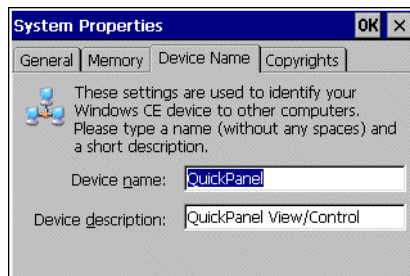 System Properties OK ×
General Memory Device Name Copyrights
These settings are used to identify your
Windows CE device to other computers.
Please type a name (without any spaces) and
a short description.
Device name: QuickPanel
Device description: QuickPanel View/Control